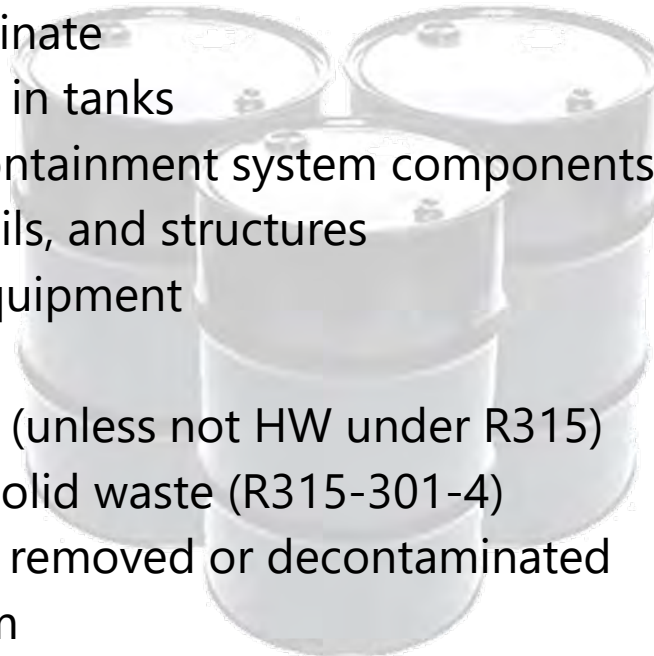 inate
in tanks
ntainment system components
ils, and structures
quipment
(unless not HW under R315)
olid waste (R315-301-4)
removed or decontaminated